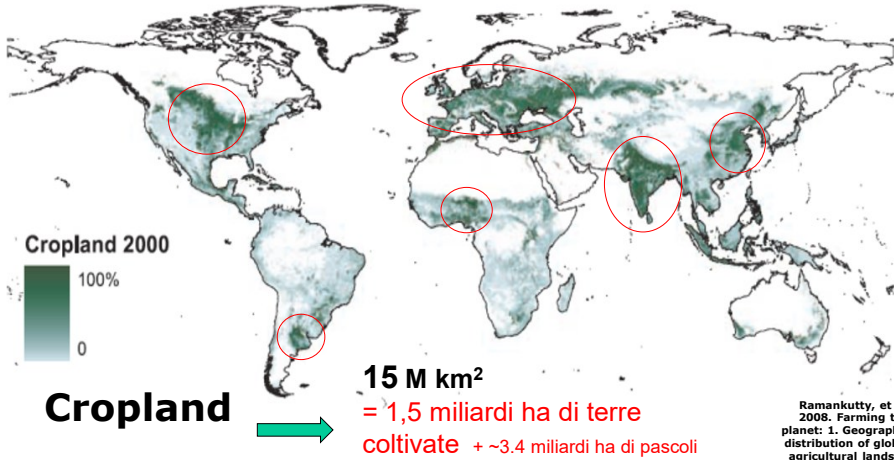 Cropland 2000
100%
0
Cropland
15 M km²
= 1,5 miliardi ha di terre
coltivate + ~3.4 miliardi ha di pascoli
Ramankutty, et
2008. Farming t
planet: 1. Geograph
distribution of glob
agricultural lands